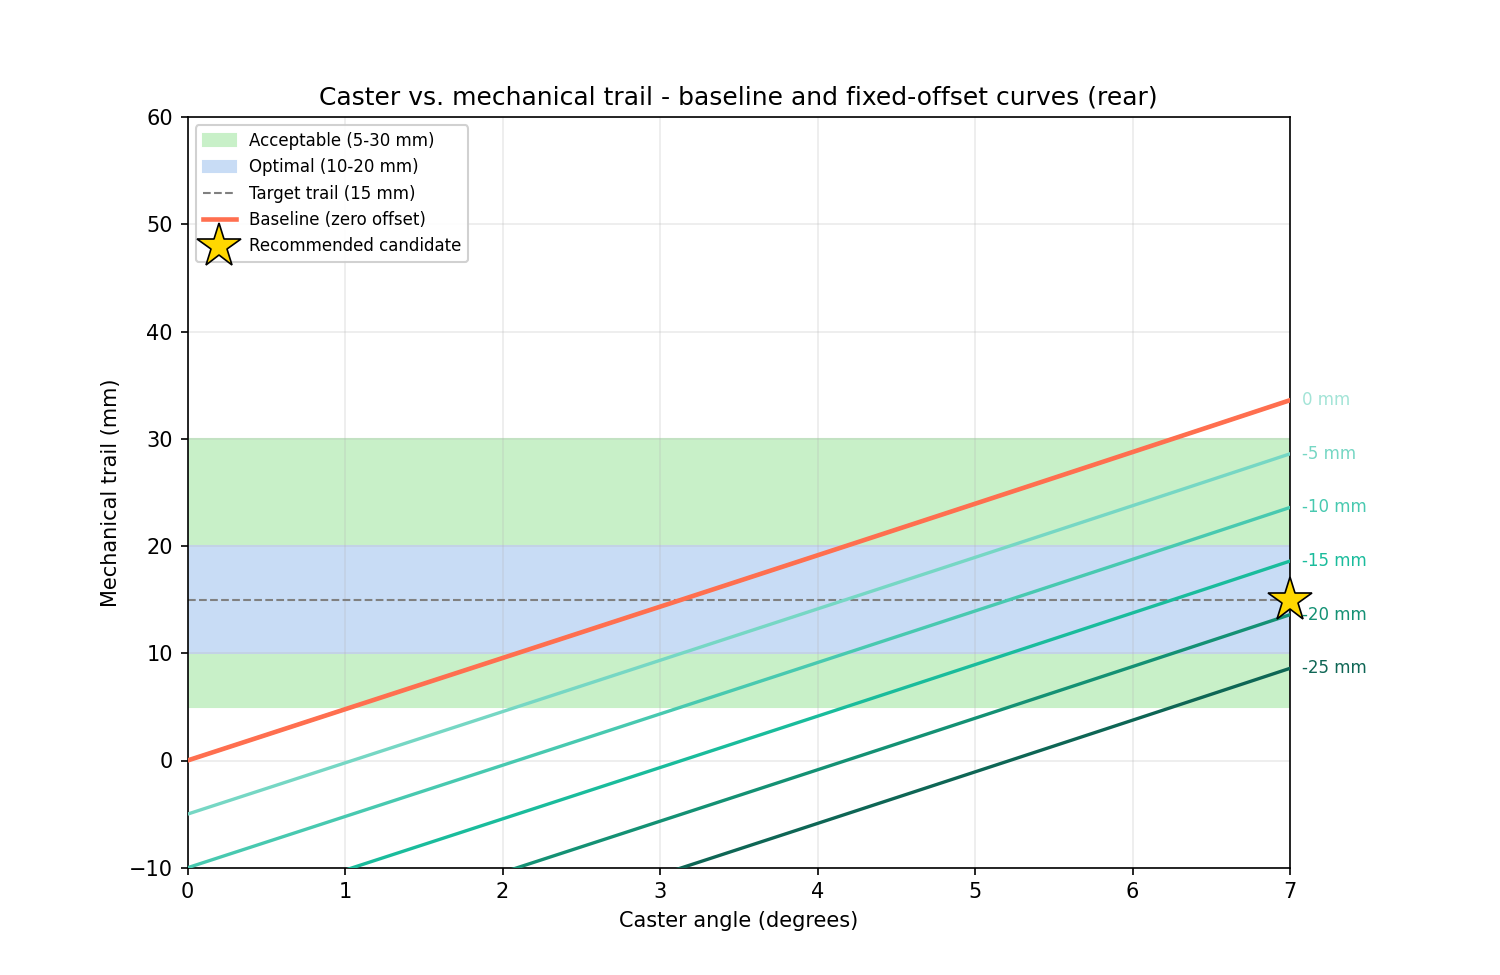 Caster vs. mechanical trail - baseline and fixed-offset curves (rear)
Acceptable (5-30 mm)
Optimal (10-20 mm)
Target trail (15 mm)
Baseline (zero offset)
Recommended candidate
Mechanical trail (mm)
60
50
40
30
20
10
0
−10
0 mm
-5 mm
-10 mm
-15 mm
-20 mm
-25 mm
0 1 2 3 4 5 6 7
Caster angle (degrees)